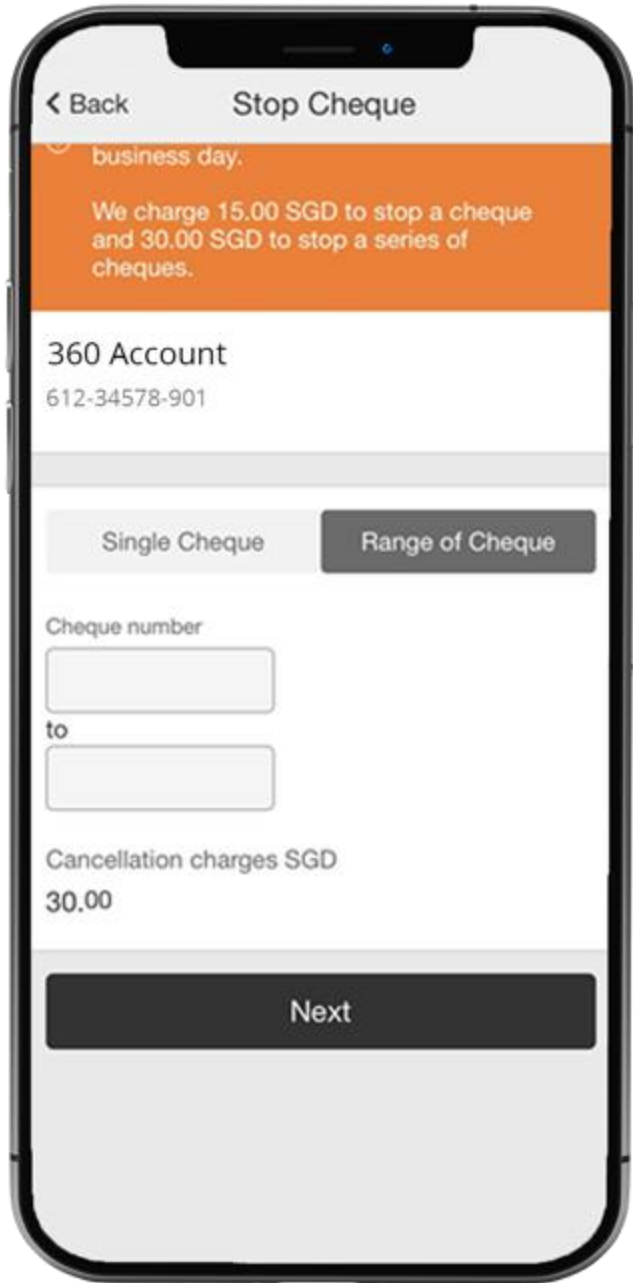 Back
Stop Cheque
business day.
We charge 15.00 SGD to stop a cheque
and 30.00 SGD to stop a series of
cheques.
360 Account
612-34578-901
Single Cheque
Range of Cheque
Cheque number
to
Cancellation charges SGD
30.00
Next